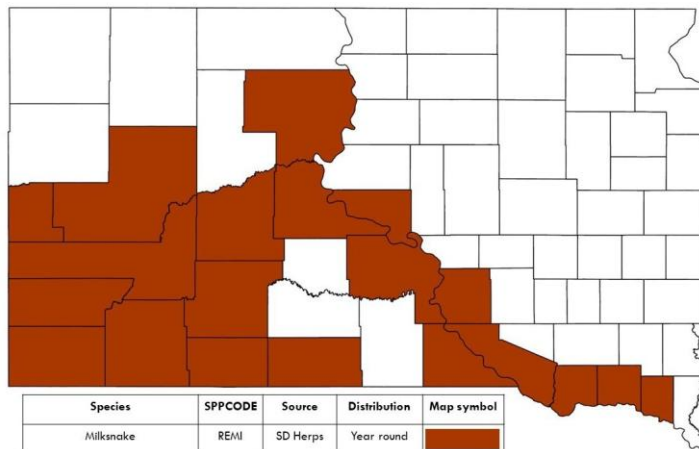 Species SPPCODE Source Distribution Map symbol
Milksnake REMI SD Herps Year round